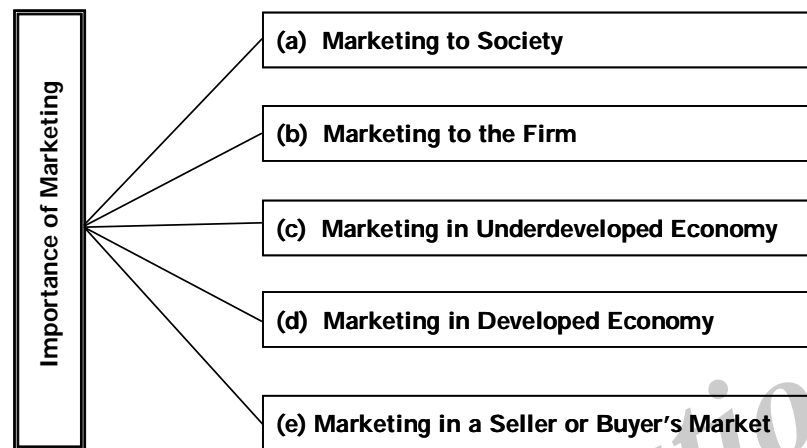 Importance of Marketing
(a) Marketing to Society
(b) Marketing to the Firm
(c) Marketing in Underdeveloped Economy
(d) Marketing in Developed Economy
(e) Marketing in a Seller or Buyer's Market